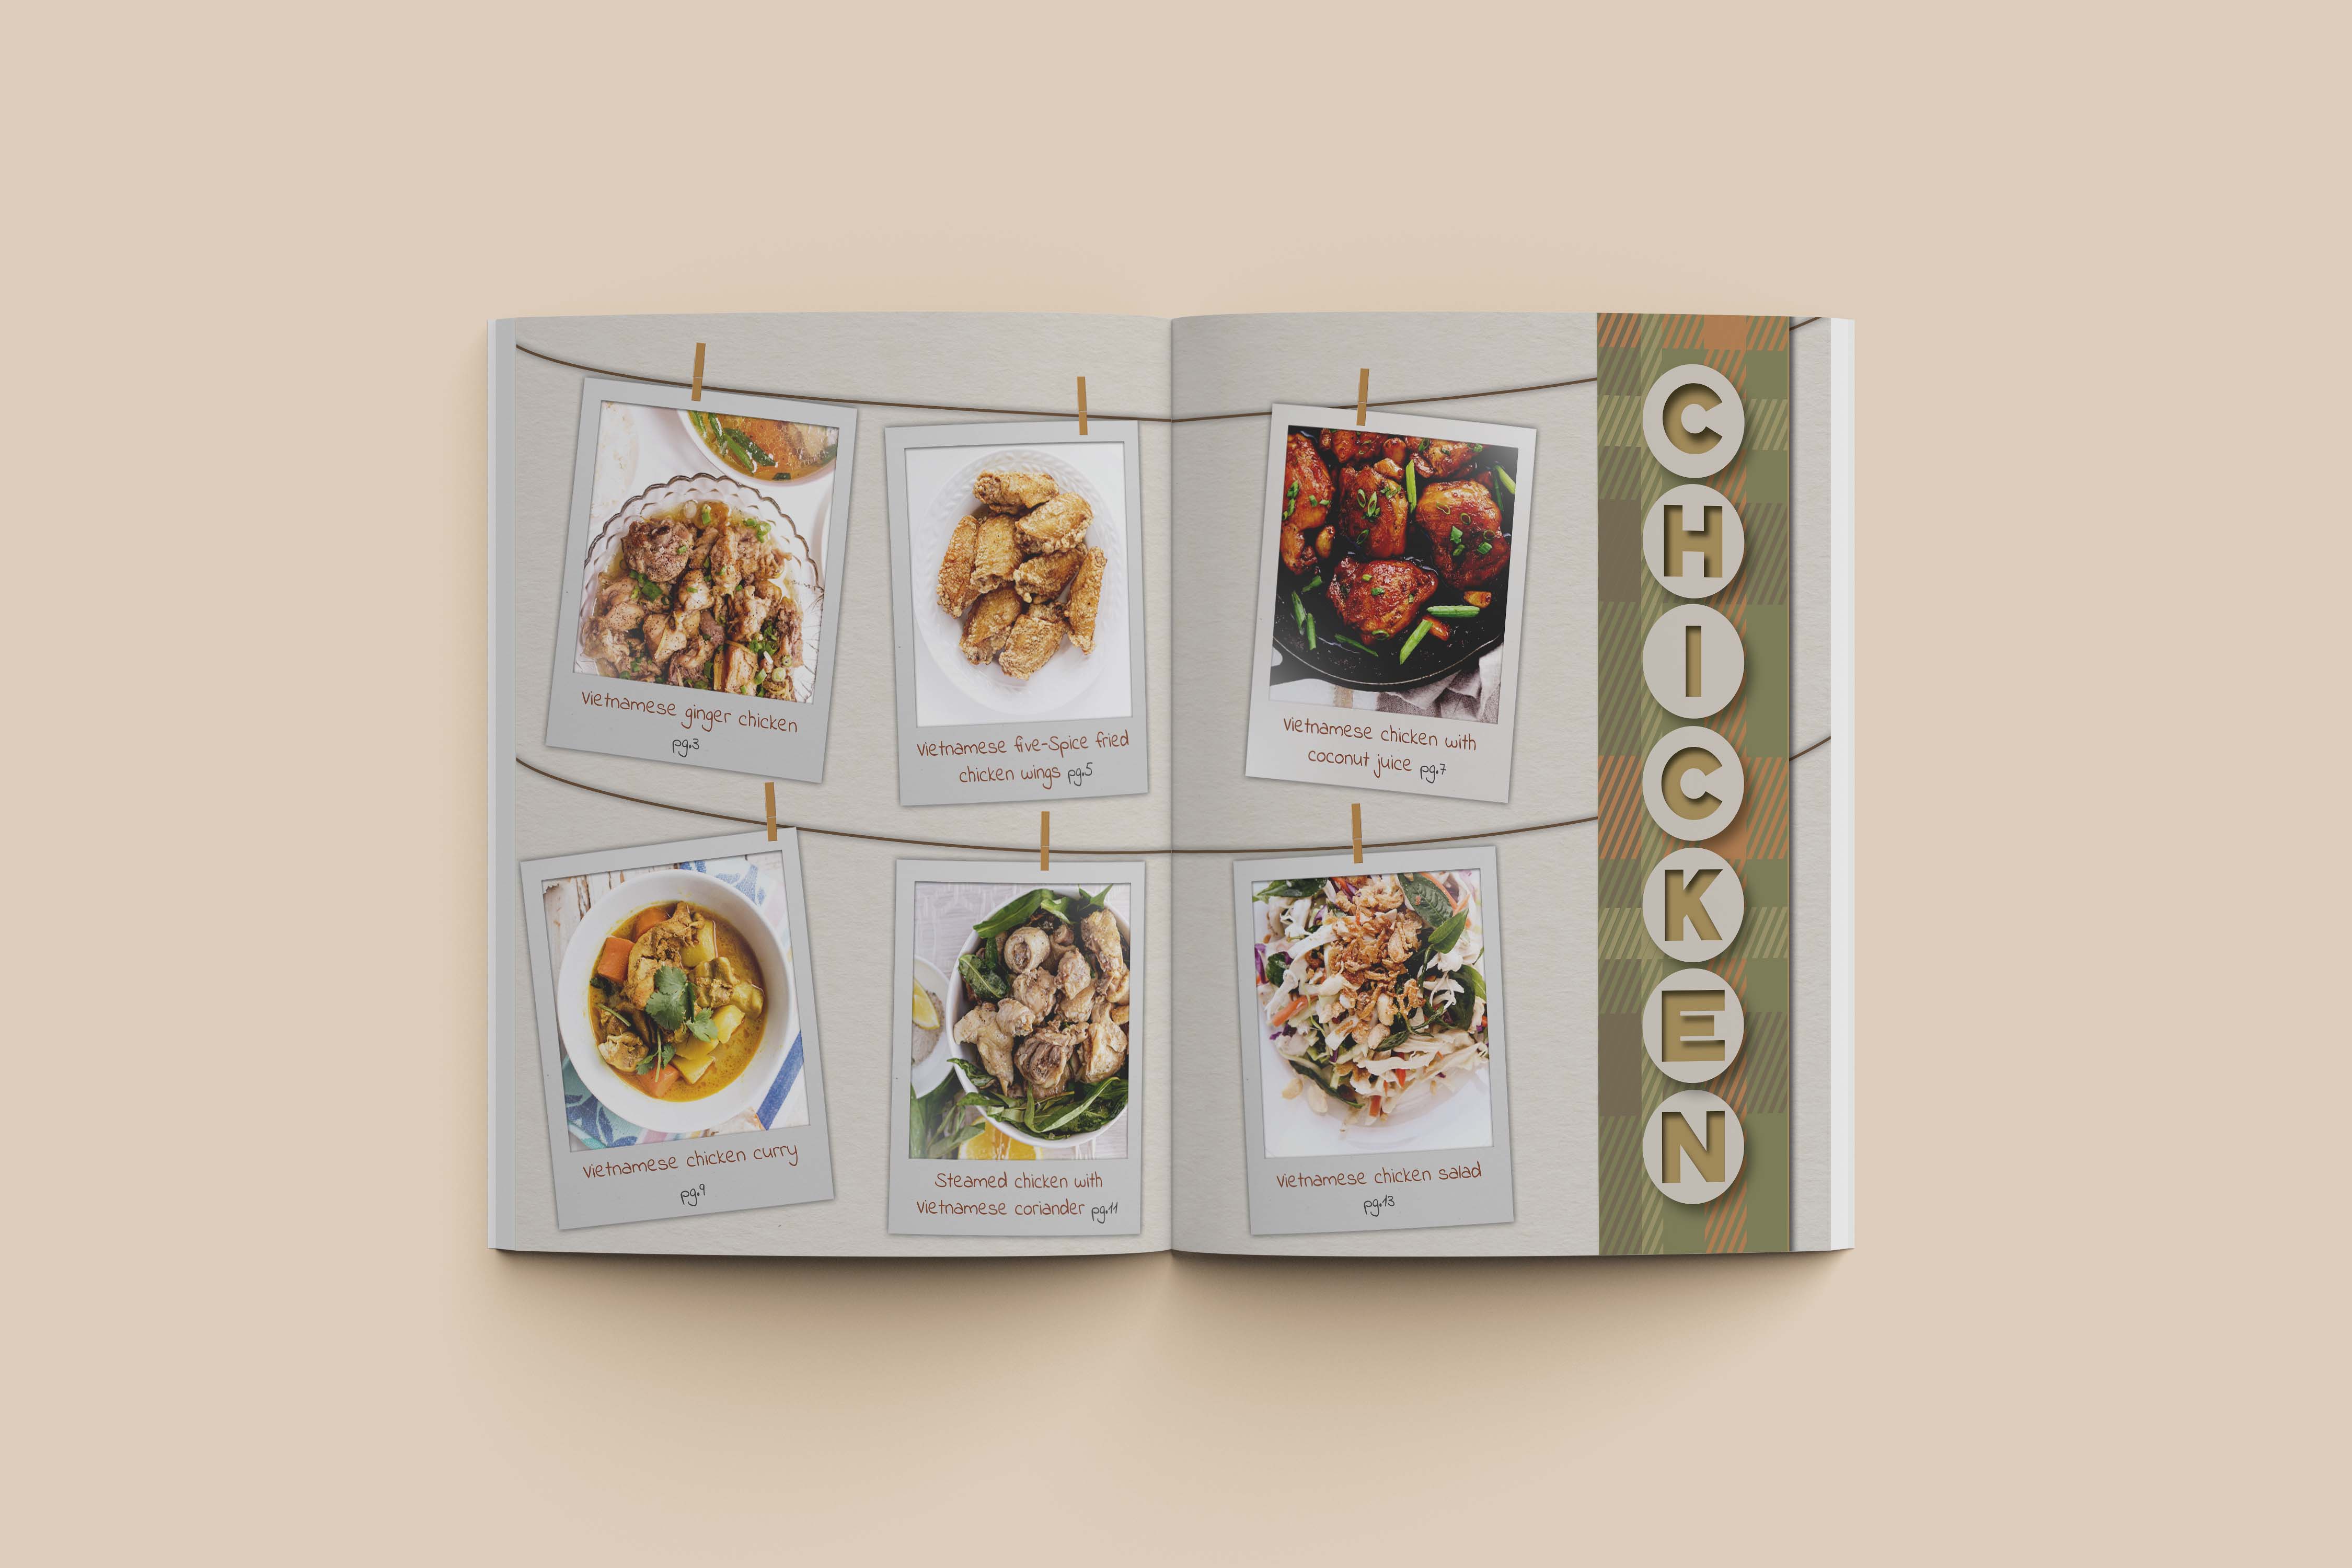 Vietnamese ginger chicken
pg.3
Vietnamese five-Spice fried
chicken wings pg.5
Vietnamese chicken with
coconut juice pg.7
Vietnamese chicken curry
pg.9
Steamed chicken with
Vietnamese coriander pg.11
Vietnamese chicken salad
pg.13
CHICKEN